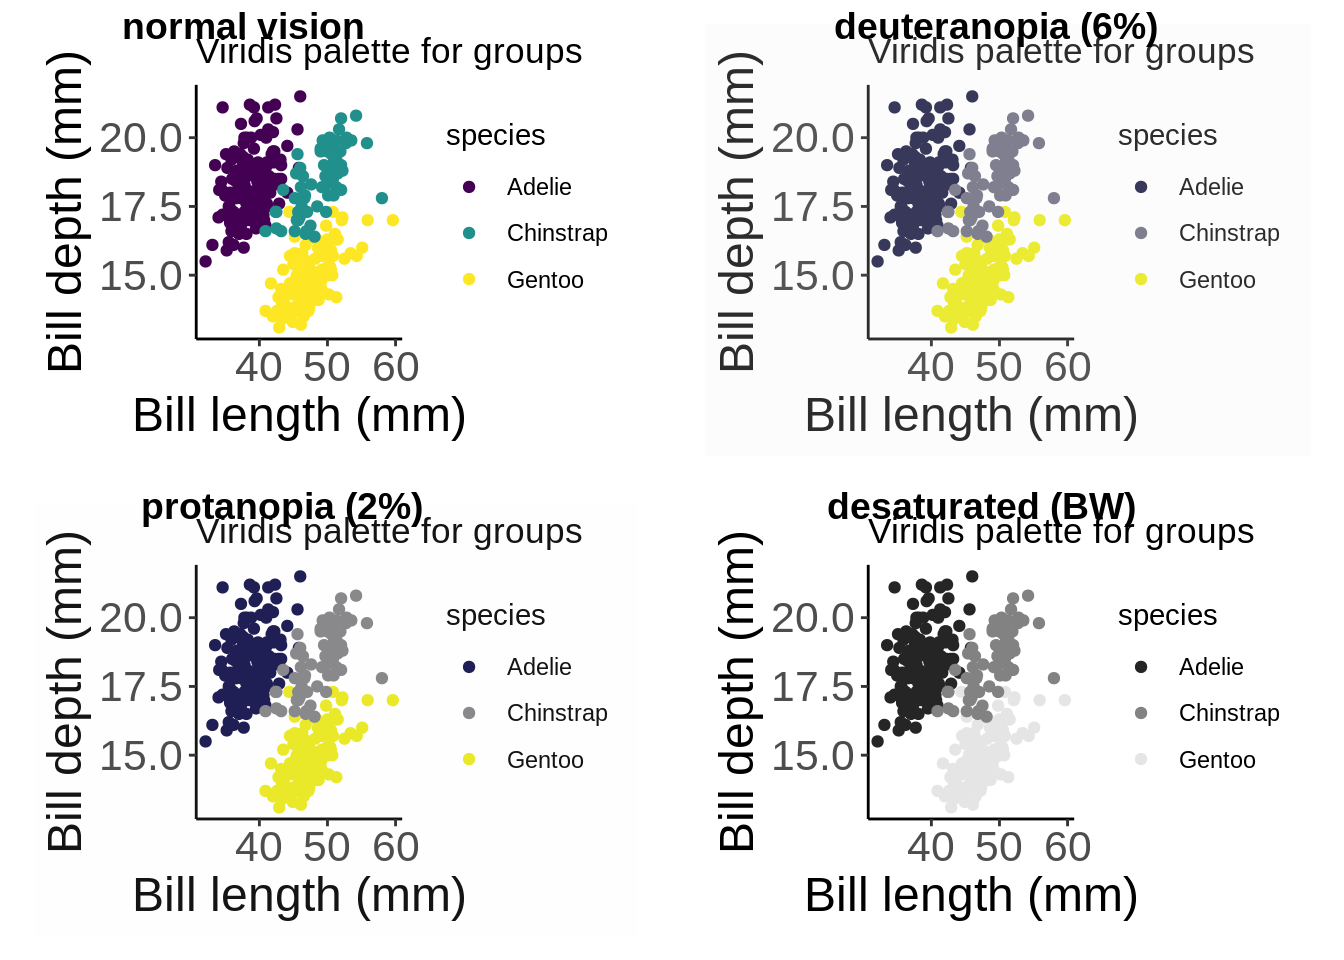 normal vision
Viridis palette for groups
Bill depth (mm)
20.0
17.5
15.0
40 50 60
Bill length (mm)
species
Adelie
Chinstrap
Gentoo
deuteranopia (6%)
Viridis palette for groups
Bill depth (mm)
20.0
17.5
15.0
40 50 60
Bill length (mm)
species
Adelie
Chinstrap
Gentoo
protanopia (2%)
Viridis palette for groups
Bill depth (mm)
20.0
17.5
15.0
40 50 60
Bill length (mm)
species
Adelie
Chinstrap
Gentoo
desaturated (BW)
Viridis palette for groups
Bill depth (mm)
20.0
17.5
15.0
40 50 60
Bill length (mm)
species
Adelie
Chinstrap
Gentoo